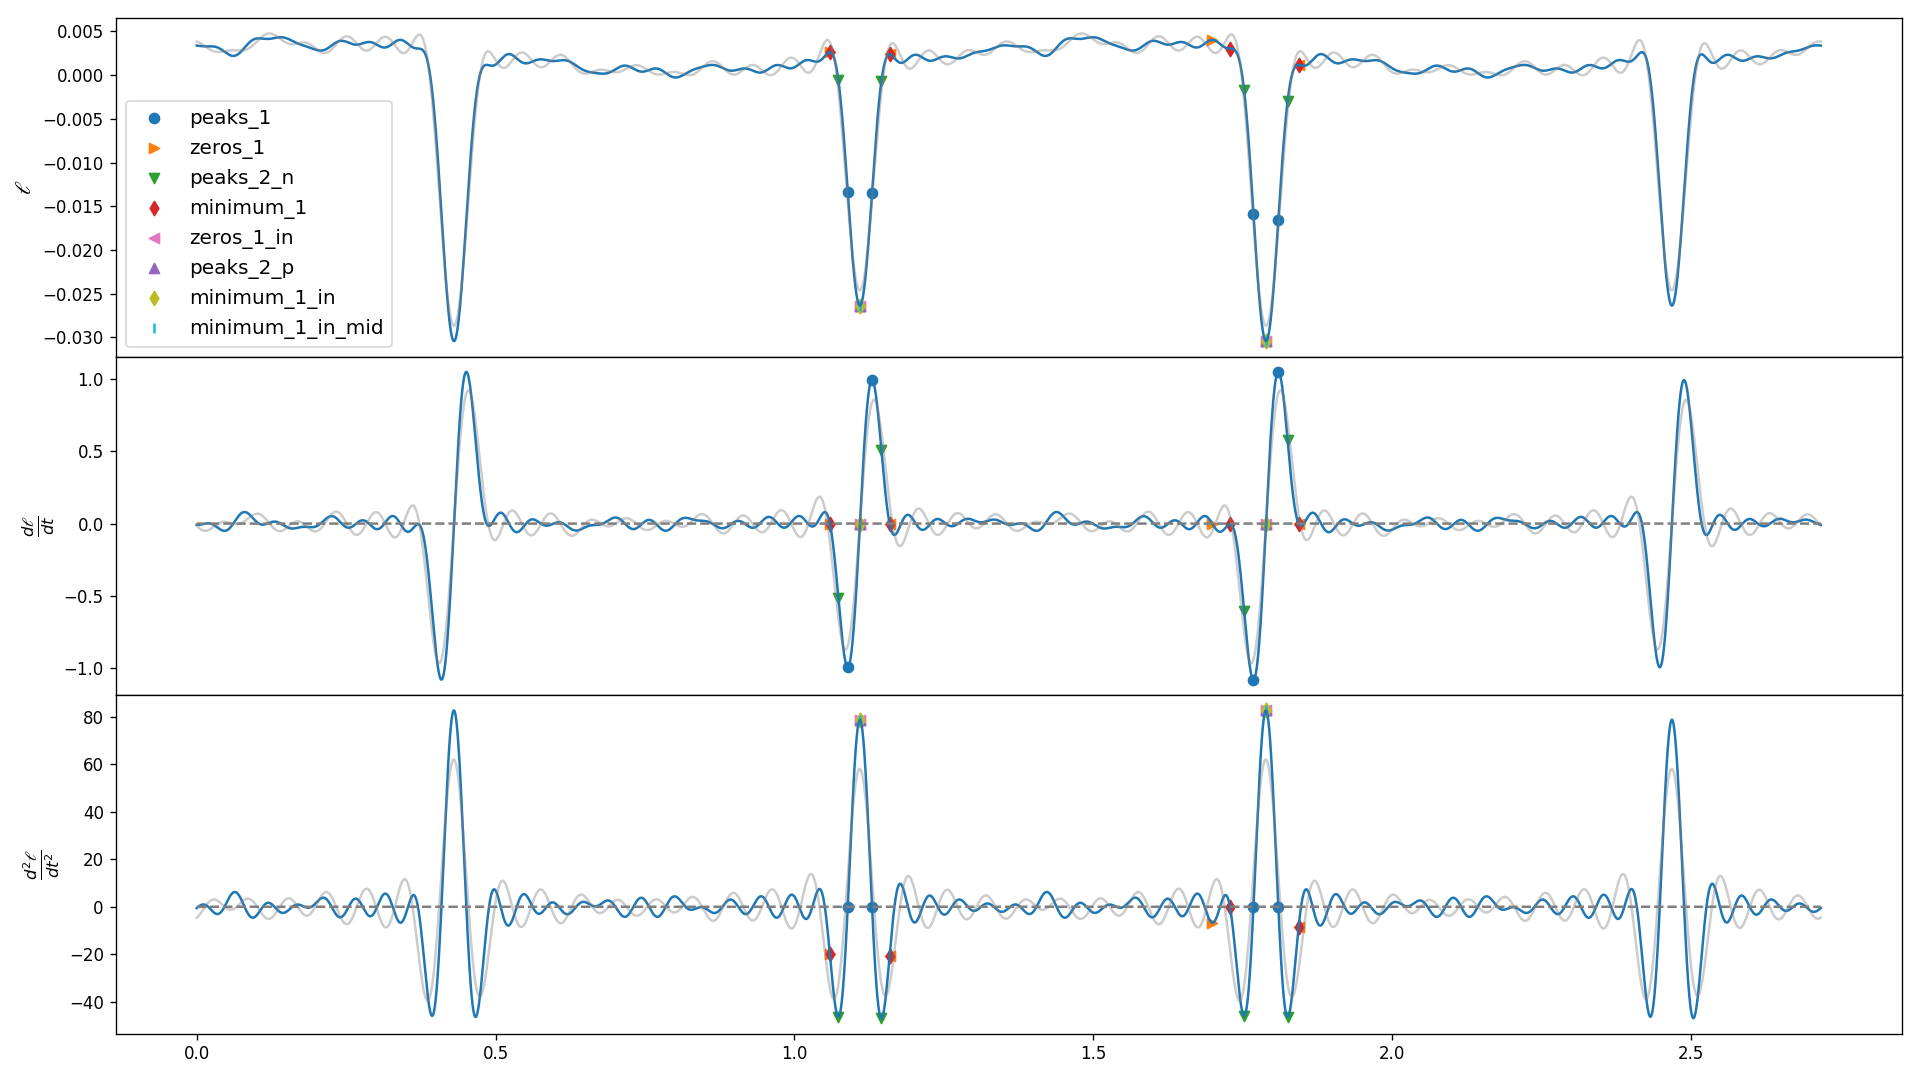 0.005
0.000
−0.005
−0.010
−0.015
−0.020
−0.025
−0.030
ℓ
peaks_1
zeros_1
peaks_2_n
minimum_1
zeros_1_in
peaks_2_p
minimum_1_in
minimum_1_in_mid
1.0
0.5
0.0
−0.5
−1.0
dℓ
dt
80
60
40
20
0
−20
−40
d²ℓ
dt²
0.0 0.5 1.0 1.5 2.0 2.5